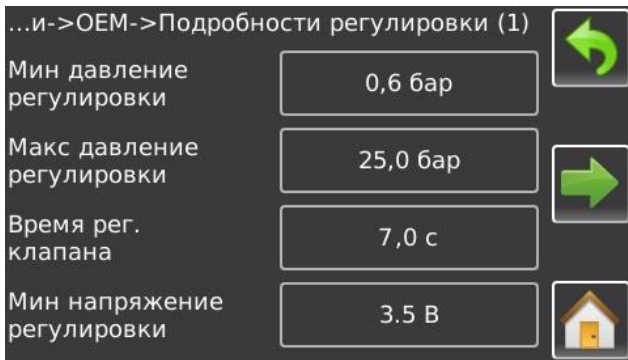 ...и->OEM->Подробности регулировки (1)
Мин давление
регулировки
0,6 бар
Макс давление
регулировки
25,0 бар
Время рег.
клапана
7,0 с
Мин напряжение
регулировки
3.5 В